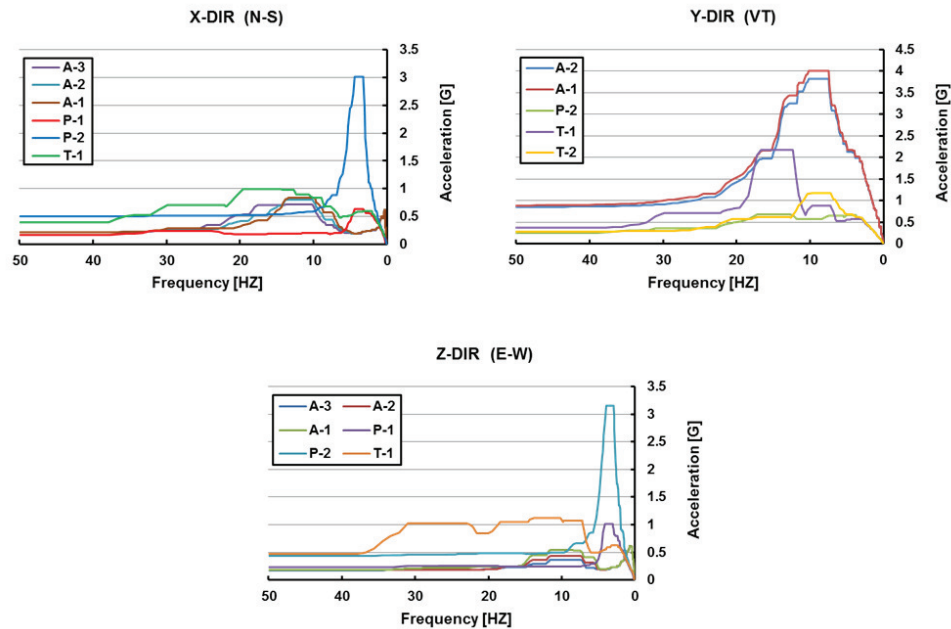 X-DIR (N-S)
3.5
3
2.5
2
1.5
1
0.5
0
Acceleration [G]
A-3
A-2
A-1
P-1
P-2
T-1
50 40 30 20 10 0
Frequency [HZ]
Y-DIR (VT)
4.5
4
3.5
3
2.5
2
1.5
1
0.5
0
Acceleration [G]
A-2
A-1
P-2
T-1
T-2
50 40 30 20 10 0
Frequency [HZ]
Z-DIR (E-W)
3.5
3
2.5
2
1.5
1
0.5
0
Acceleration [G]
A-3 A-2
A-1 P-1
P-2 T-1
50 40 30 20 10 0
Frequency [HZ]